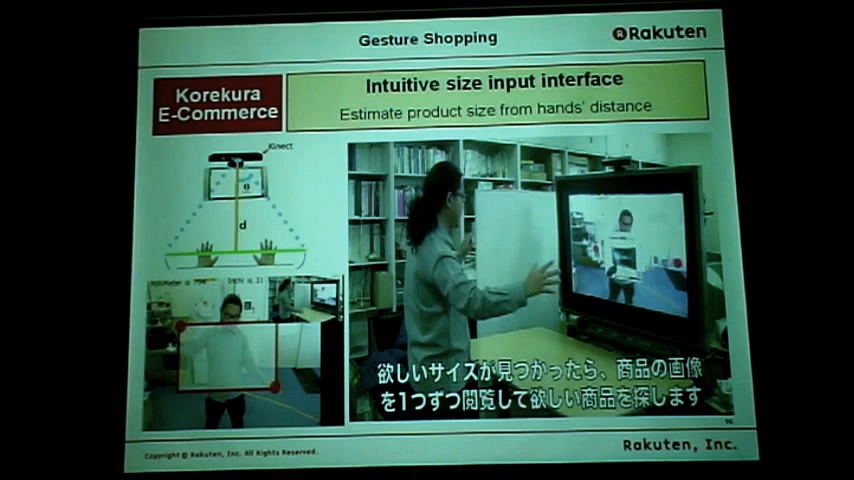 Gesture Shopping
Rakuten
Korekura
E-Commerce
Intuitive size input interface
Estimate product size from hands' distance
Kinect
θ
d
欲しいサイズが見つかったら、商品の画像
を1つずつ閲覧して欲しい商品を探します
Copyright © Rakuten, Inc. All Rights Reserved.
Rakuten, Inc.